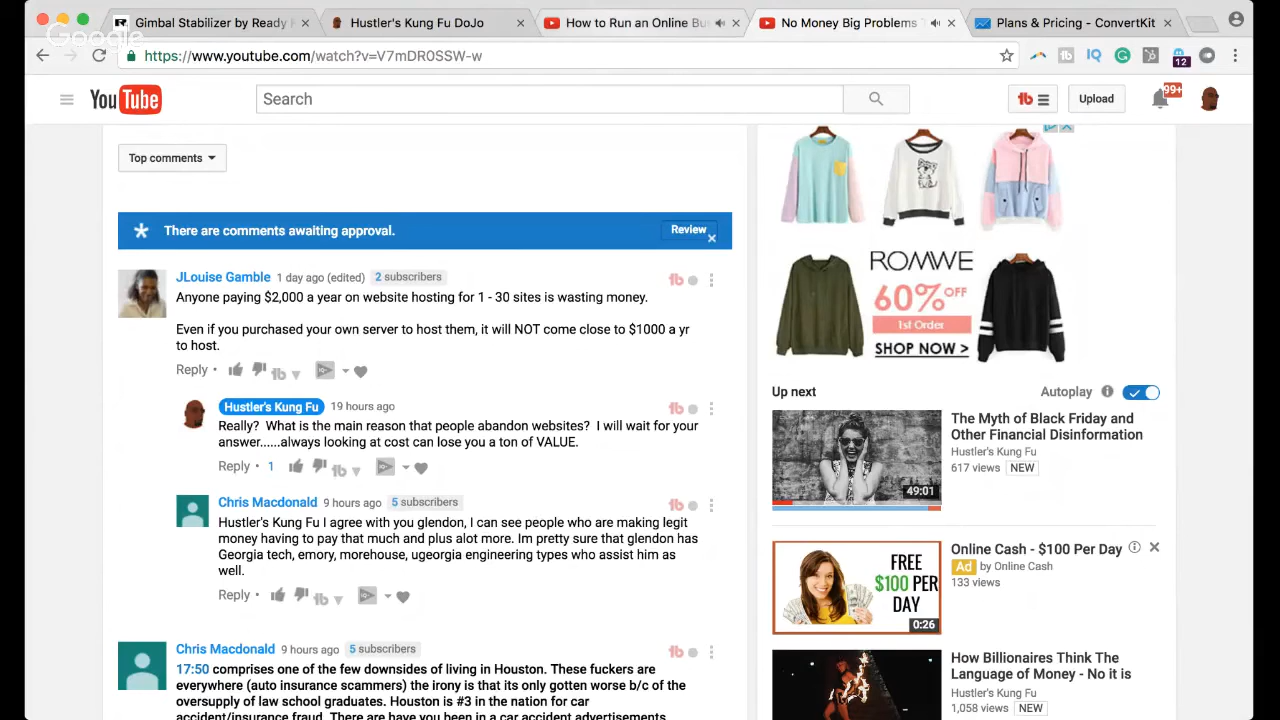 Google
Gimbal Stabilizer by Ready
Hustler's Kung Fu DoJo
How to Run an Online Bu
No Money Big Problems
Plans & Pricing - ConvertKit
https://www.youtube.com/watch?v=V7mDR0SSW-w
12
YouTube
Search
Upload
99+
Top comments
There are comments awaiting approval.
Review
JLouise Gamble 1 day ago (edited) 2 subscribers
Anyone paying $2,000 a year on website hosting for 1 - 30 sites is wasting money.
Even if you purchased your own server to host them, it will NOT come close to $1000 a yr
to host.
Reply
Hustler's Kung Fu 19 hours ago
Really? What is the main reason that people abandon websites? I will wait for your
answer......always looking at cost can lose you a ton of VALUE.
Reply 1
Chris Macdonald 9 hours ago 5 subscribers
Hustler's Kung Fu I agree with you glendon, I can see people who are making legit
money having to pay that much and plus alot more. Im pretty sure that glendon has
Georgia tech, emory, morehouse, ugeorgia engineering types who assist him as
well.
Reply
Chris Macdonald 9 hours ago 5 subscribers
17:50 comprises one of the few downsides of living in Houston. These fuckers are
everywhere (auto insurance scammers) the irony is that its only gotten worse b/c of the
oversupply of law school graduates. Houston is #3 in the nation for car
accident/insurance fraud. There are have you been in a car accident advertisements
ROMWE
60% OFF
1st Order
SHOP NOW >
Up next
Autoplay
49:01
The Myth of Black Friday and
Other Financial Disinformation
Hustler's Kung Fu
617 views NEW
FREE
$100 PER
DAY
0:26
Online Cash - $100 Per Day
Ad by Online Cash
133 views
How Billionaires Think The
Language of Money - No it is
Hustler's Kung Fu
1,058 views NEW